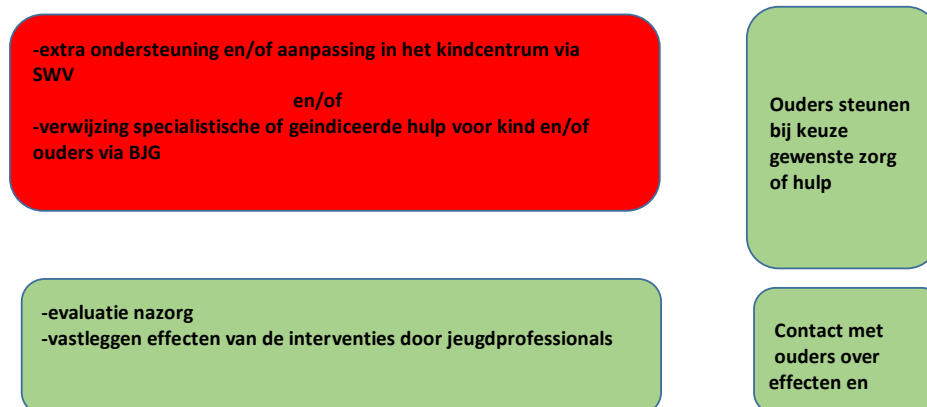 -extra ondersteuning en/of aanpassing in het kindcentrum via
SWV
en/of
-verwijzing specialistische of geindiceerde hulp voor kind en/of
ouders via BJG
Ouders steunen
bij keuze
gewenste zorg
of hulp
-evaluatie nazorg
-vastleggen effecten van de interventies door jeugdprofessionals
Contact met
ouders over
effecten en